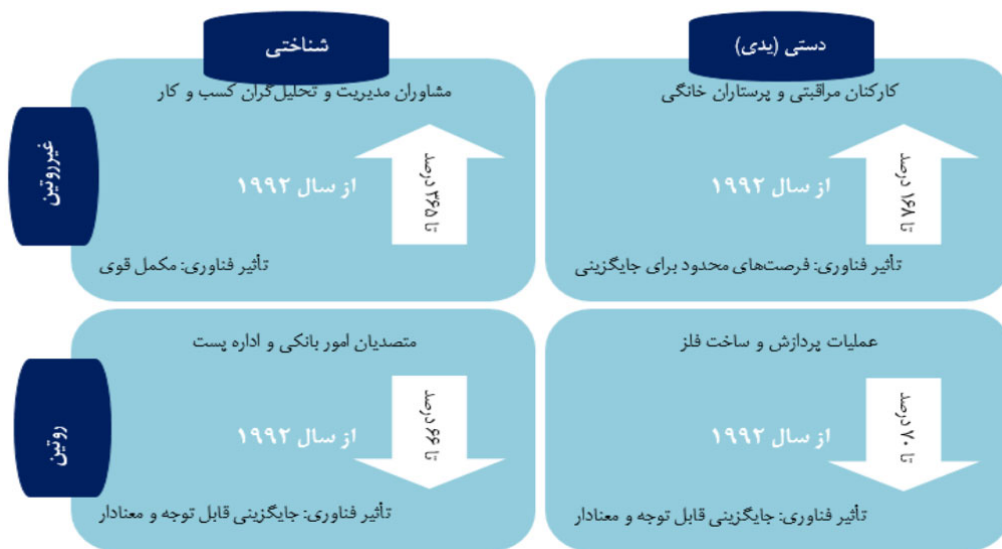 دستی (یدی)
شناختی
غیرروتین
کارکنان مراقبتی و پرستاران خانگی
تا ۱۶۸ درصد
از سال ۱۹۹۲
تأثیر فناوری: فرصت‌های محدود برای جایگزینی
مشاوران مدیریت و تحلیل‌گران کسب و کار
تا ۳۶۵ درصد
از سال ۱۹۹۲
تأثیر فناوری: مکمل قوی
روتین
عملیات پردازش و ساخت فلز
تا ۷۰ درصد
از سال ۱۹۹۲
تأثیر فناوری: جایگزینی قابل توجه و معنادار
متصدیان امور بانکی و اداره پست
تا ۶۶ درصد
از سال ۱۹۹۲
تأثیر فناوری: جایگزینی قابل توجه و معنادار